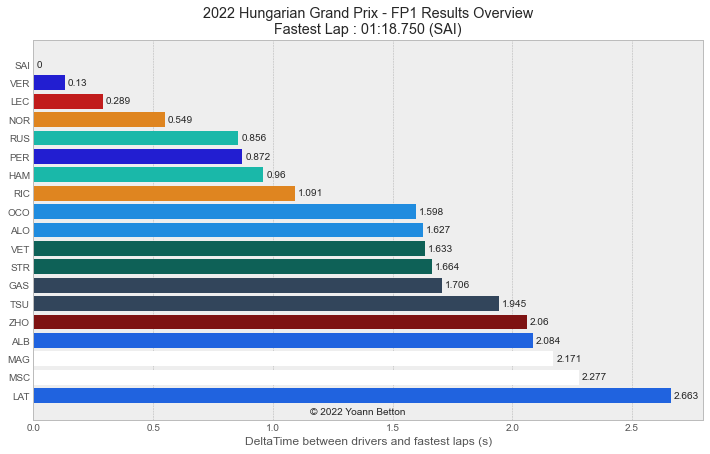 2022 Hungarian Grand Prix - FP1 Results Overview
Fastest Lap : 01:18.750 (SAI)
SAI 0
VER 0.13
LEC 0.289
NOR 0.549
RUS 0.856
PER 0.872
HAM 0.96
RIC 1.091
OCO 1.598
ALO 1.627
VET 1.633
STR 1.664
GAS 1.706
TSU 1.945
ZHO 2.06
ALB 2.084
MAG 2.171
MSC 2.277
LAT 2.663
© 2022 Yoann Betton
0.0 0.5 1.0 1.5 2.0 2.5
DeltaTime between drivers and fastest laps (s)